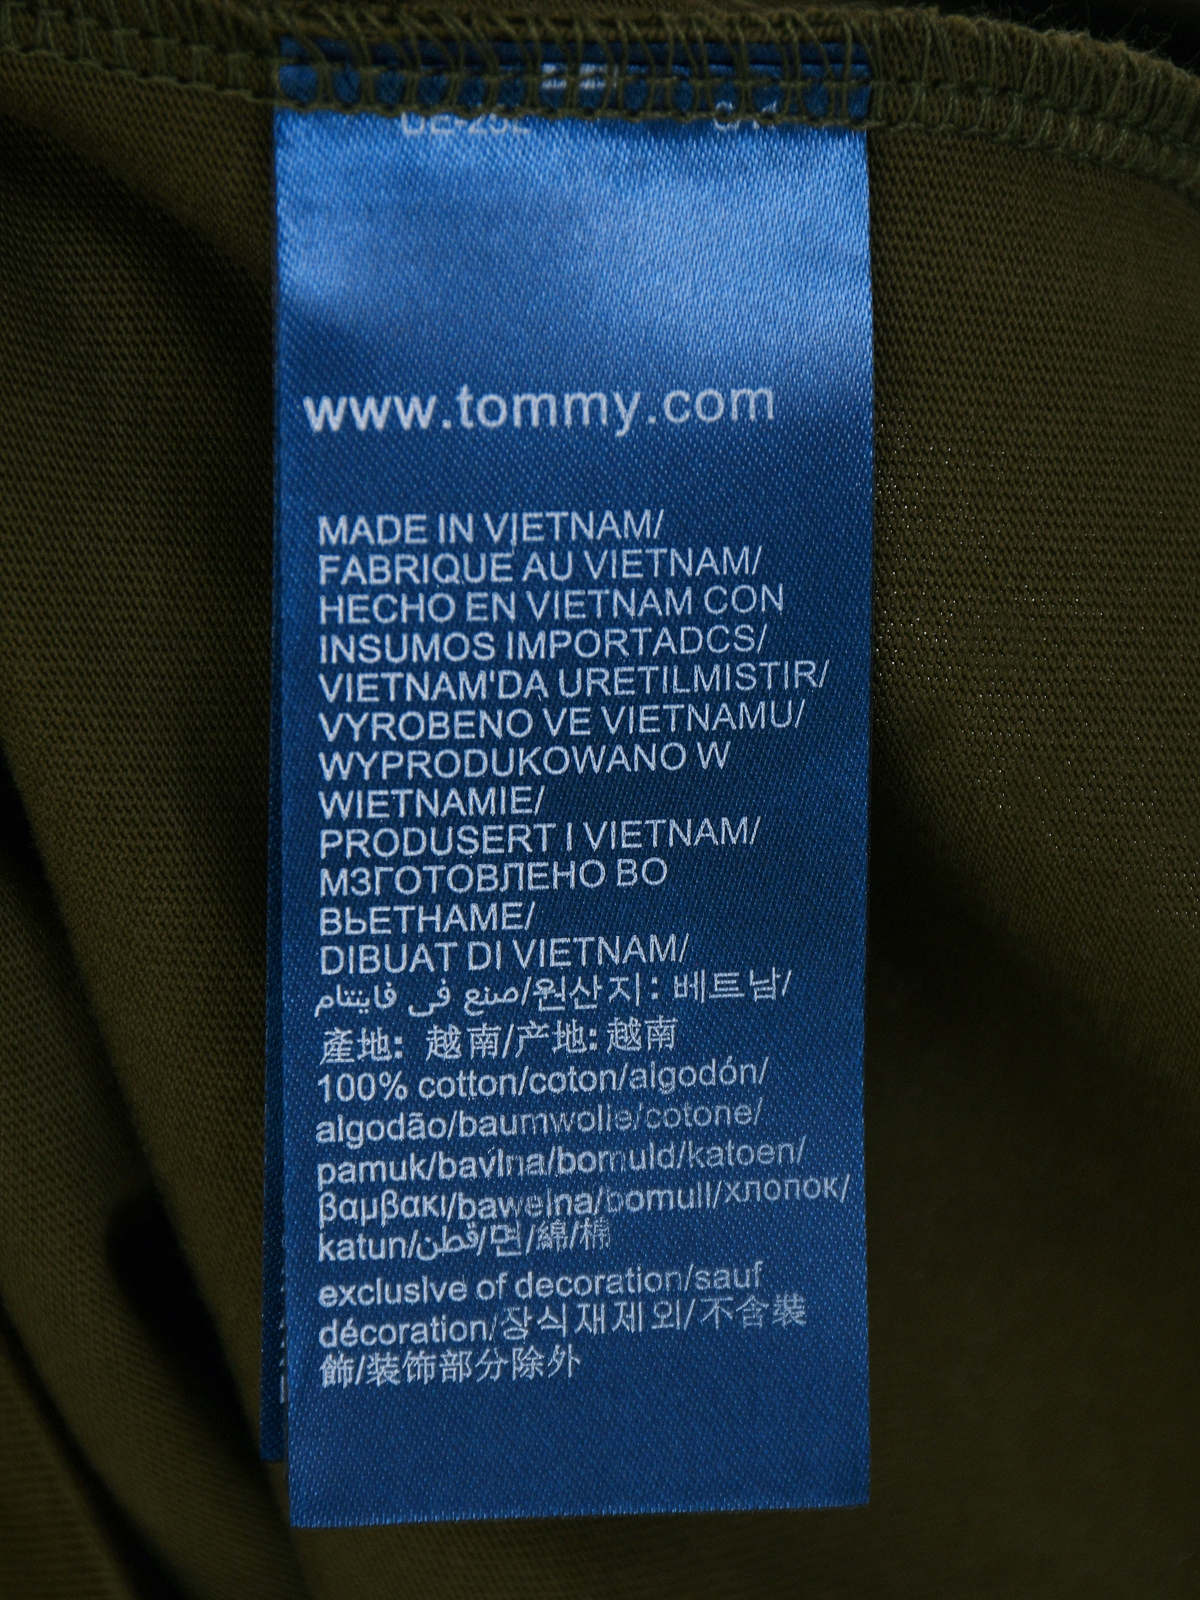 www.tommy.com
MADE IN VIETNAM/
FABRIQUE AU VIETNAM/
HECHO EN VIETNAM CON
INSUMOS IMPORTADCS/
VIETNAM'DA URETILMISTIR/
VYROBENO VE VIETNAMU/
WYPRODUKOWANO W
WIETNAMIE/
PRODUSERT I VIETNAM/
МЗГОТОВЛЕНО ВО
ВЬЕТНАМЕ/
DIBUAT DI VIETNAM/
صنع في فايتنام/원산지: 베트남/
產地: 越南/产地: 越南
100% cotton/coton/algodón/
algodão/baumwolle/cotone/
pamuk/bavlna/bomuld/katoen/
βαμβακι/bawelna/bomull/хлопок/
katun/قطن/면/綿/棉
exclusive of decoration/sauf
décoration/장식재제외/不含裝
飾/装饰部分除外